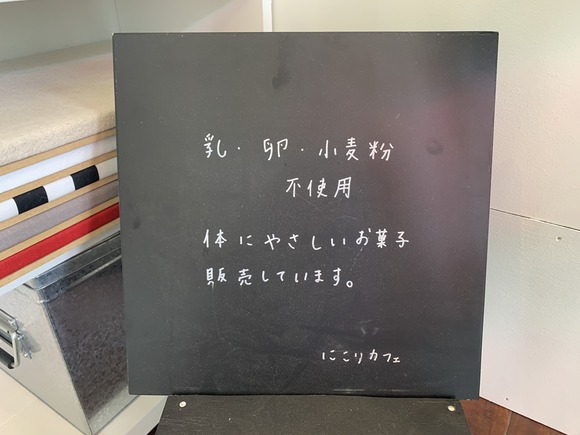 乳・卵・小麦粉
不使用
体にやさしいお菓子
販売しています。
にこりカフェ